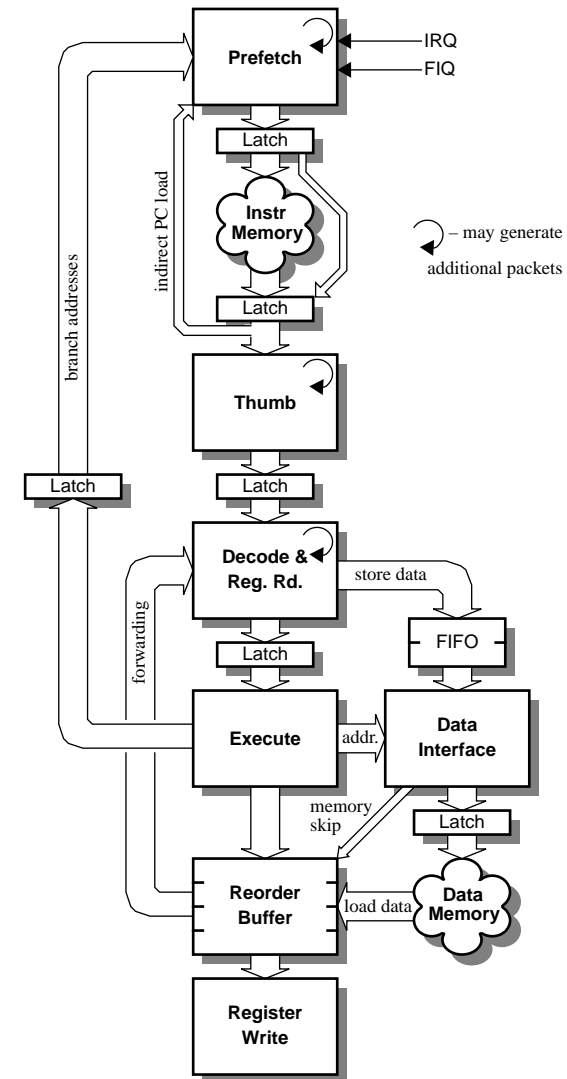 Prefetch
IRQ
FIQ
Latch
indirect PC load
Instr
Memory
– may generate
additional packets
Latch
branch addresses
Thumb
Latch
Latch
Decode &
Reg. Rd.
store data
forwarding
FIFO
Latch
Execute
addr.
Data
Interface
memory
skip
Latch
Reorder
Buffer
load data
Data
Memory
Register
Write